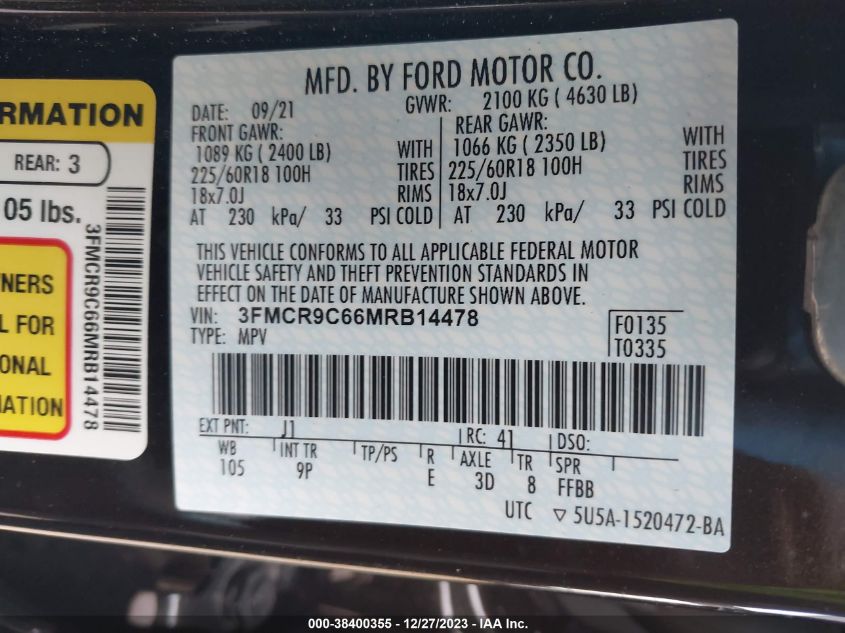 RMATION
REAR: 3
05 lbs.
3FMCR9C66MRB14478
NERS
L FOR
ONAL
MATION
MFD. BY FORD MOTOR CO.
DATE: 09/21 GVWR: 2100 KG ( 4630 LB)
FRONT GAWR: REAR GAWR:
1089 KG ( 2400 LB) WITH 1066 KG ( 2350 LB) WITH
225/60R18 100H TIRES 225/60R18 100H TIRES
18x7.0J RIMS 18x7.0J RIMS
AT 230 kPa/ 33 PSI COLD AT 230 kPa/ 33 PSI COLD
THIS VEHICLE CONFORMS TO ALL APPLICABLE FEDERAL MOTOR
VEHICLE SAFETY AND THEFT PREVENTION STANDARDS IN
EFFECT ON THE DATE OF MANUFACTURE SHOWN ABOVE.
VIN: 3FMCR9C66MRB14478 F0135
TYPE: MPV T0335
EXT PNT: J1 RC: 41 DSO:
WB INT TR TP/PS R AXLE TR SPR
105 9P E 3D 8 FFBB
UTC ▽ 5U5A-1520472-BA
000-38400355 - 12/27/2023 - IAA Inc.